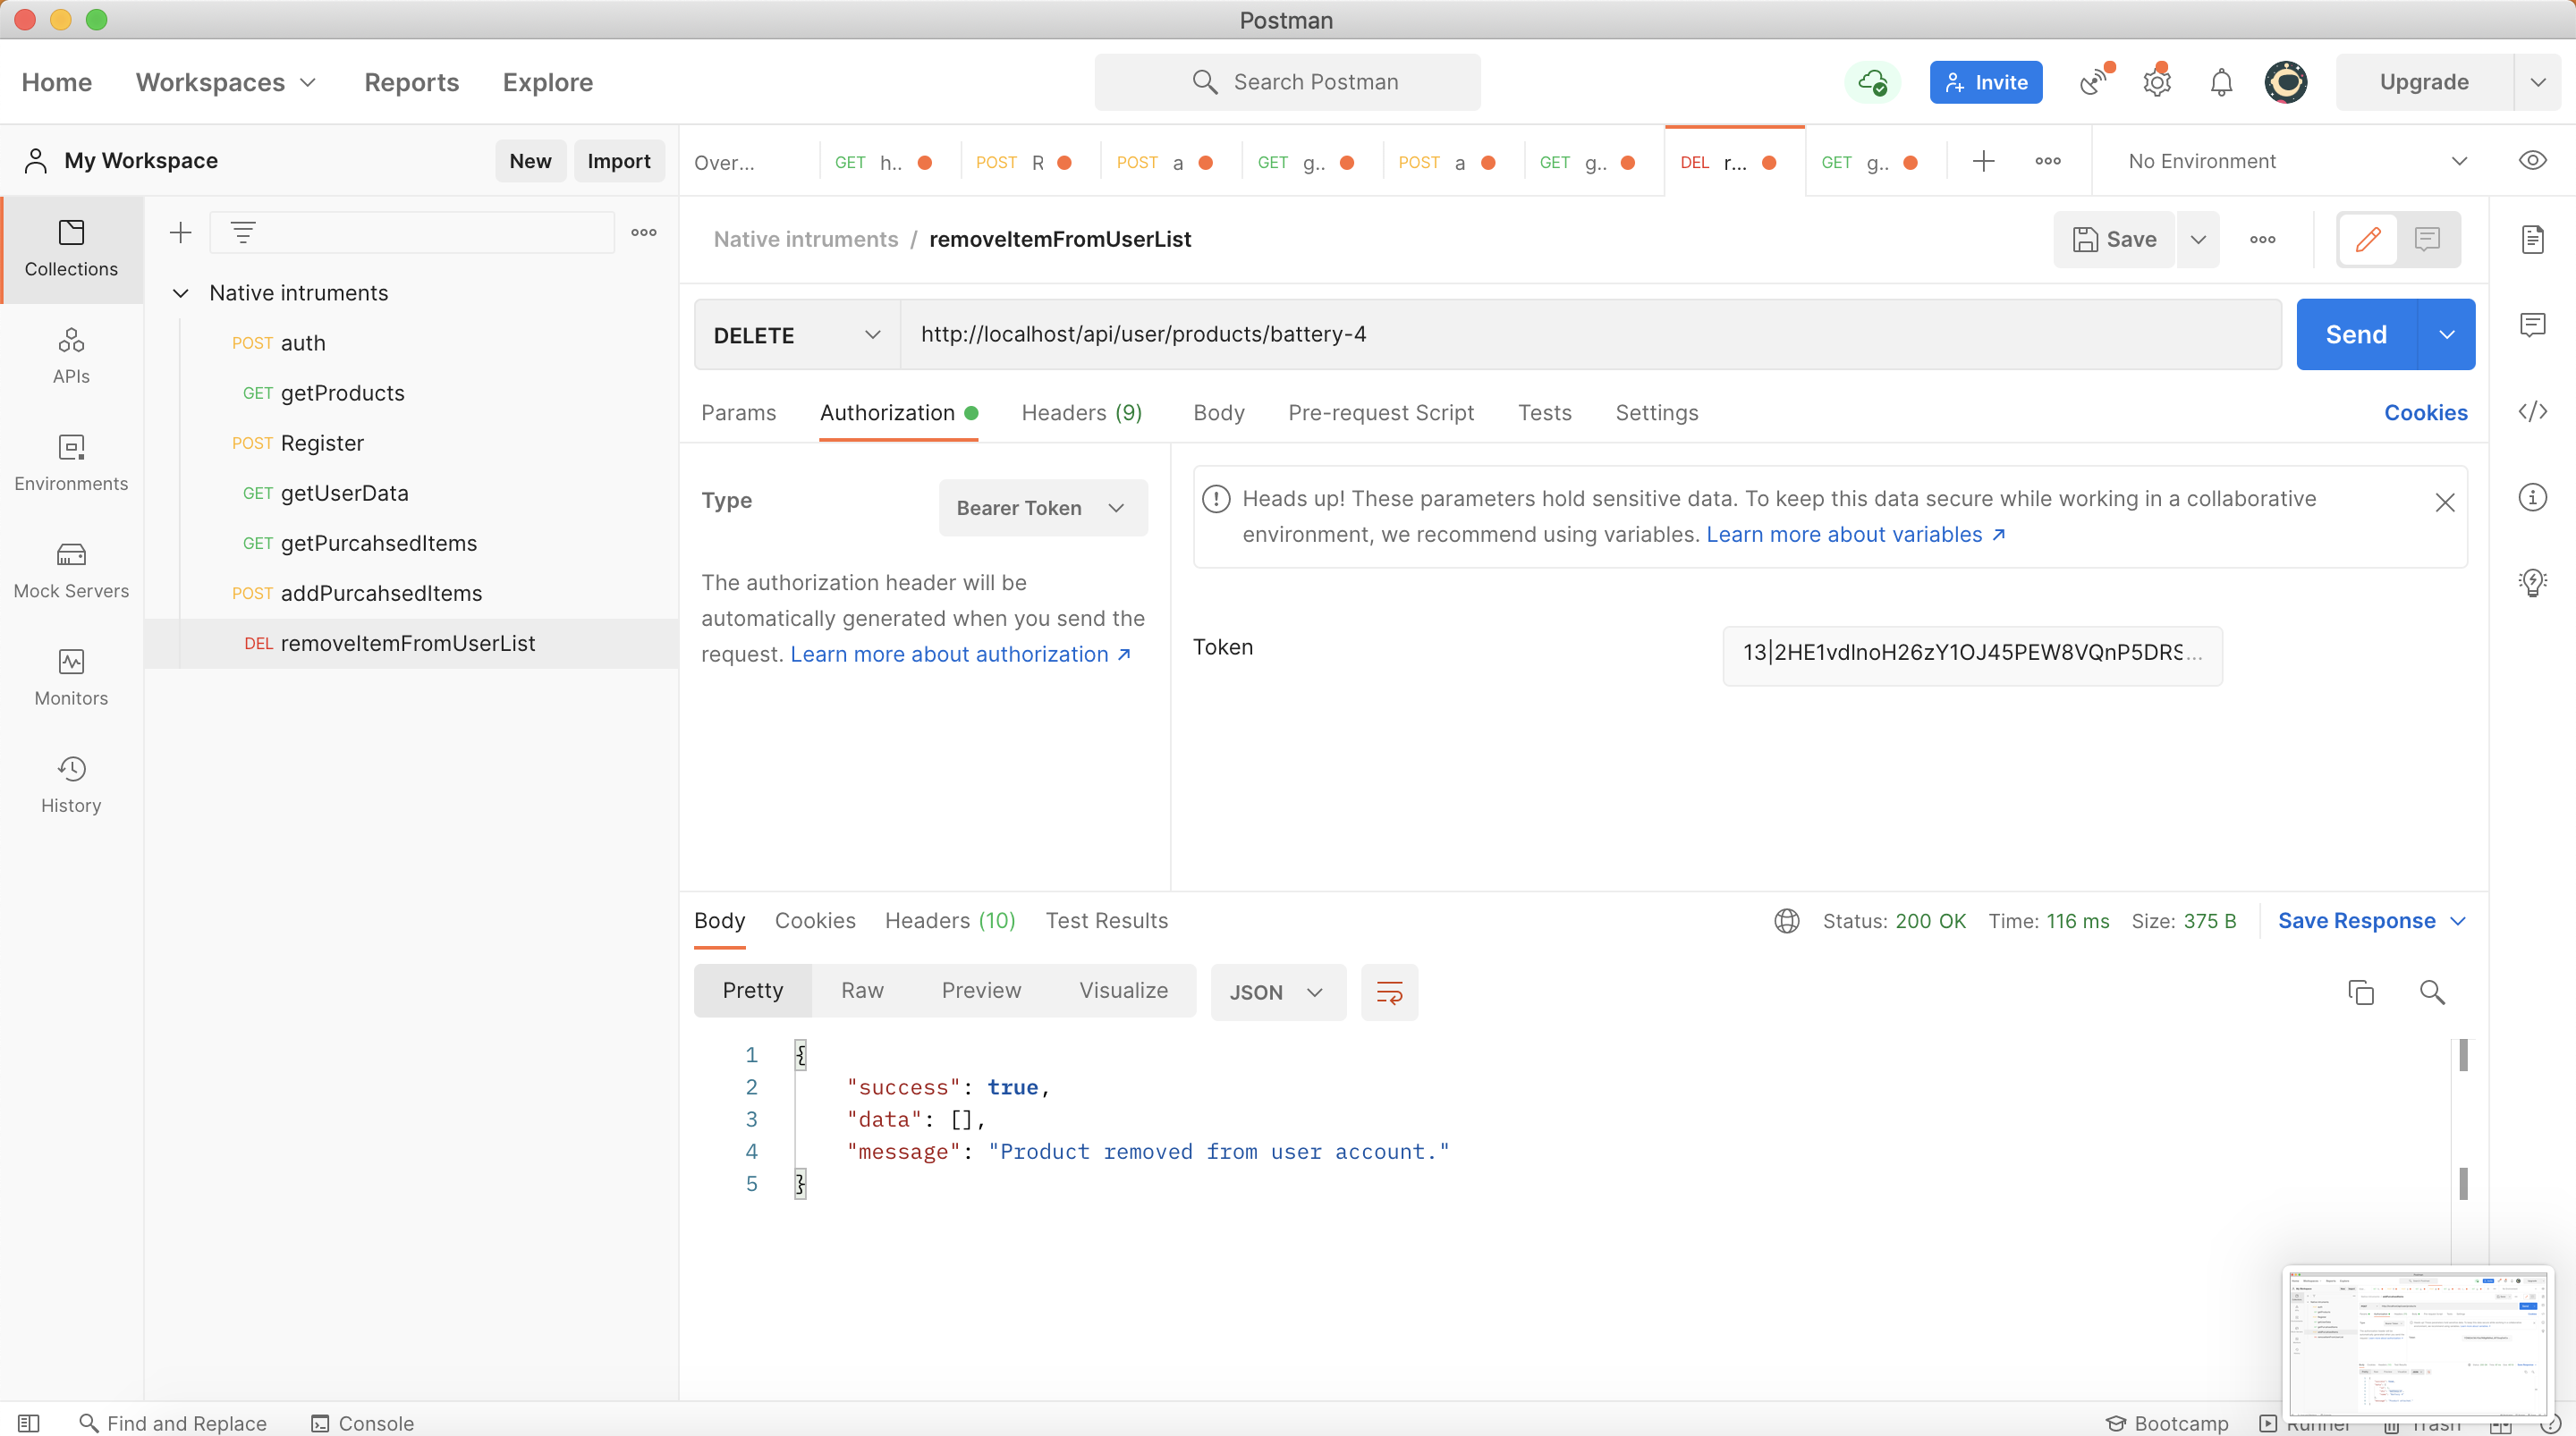 Postman
Home Workspaces Reports Explore Search Postman Invite Upgrade
My Workspace New Import Over... GET h.. POST R POST a GET g.. POST a GET g.. DEL r... GET g.. No Environment
Collections
APIs
Environments
Mock Servers
Monitors
History
Native intruments
POST auth
GET getProducts
POST Register
GET getUserData
GET getPurcahsedItems
POST addPurcahsedItems
DEL removeItemFromUserList
Native intruments / removeItemFromUserList Save
DELETE http://localhost/api/user/products/battery-4 Send
Params Authorization Headers (9) Body Pre-request Script Tests Settings Cookies
Type Bearer Token
The authorization header will be
automatically generated when you send the
request. Learn more about authorization ↗
Heads up! These parameters hold sensitive data. To keep this data secure while working in a collaborative
environment, we recommend using variables. Learn more about variables ↗
Token 13|2HE1vdlnoH26zY1OJ45PEW8VQnP5DRS...
Body Cookies Headers (10) Test Results Status: 200 OK Time: 116 ms Size: 375 B Save Response
Pretty Raw Preview Visualize JSON
1 {
2 "success": true,
3 "data": [],
4 "message": "Product removed from user account."
5 }
Find and Replace Console Bootcamp Runner Trash